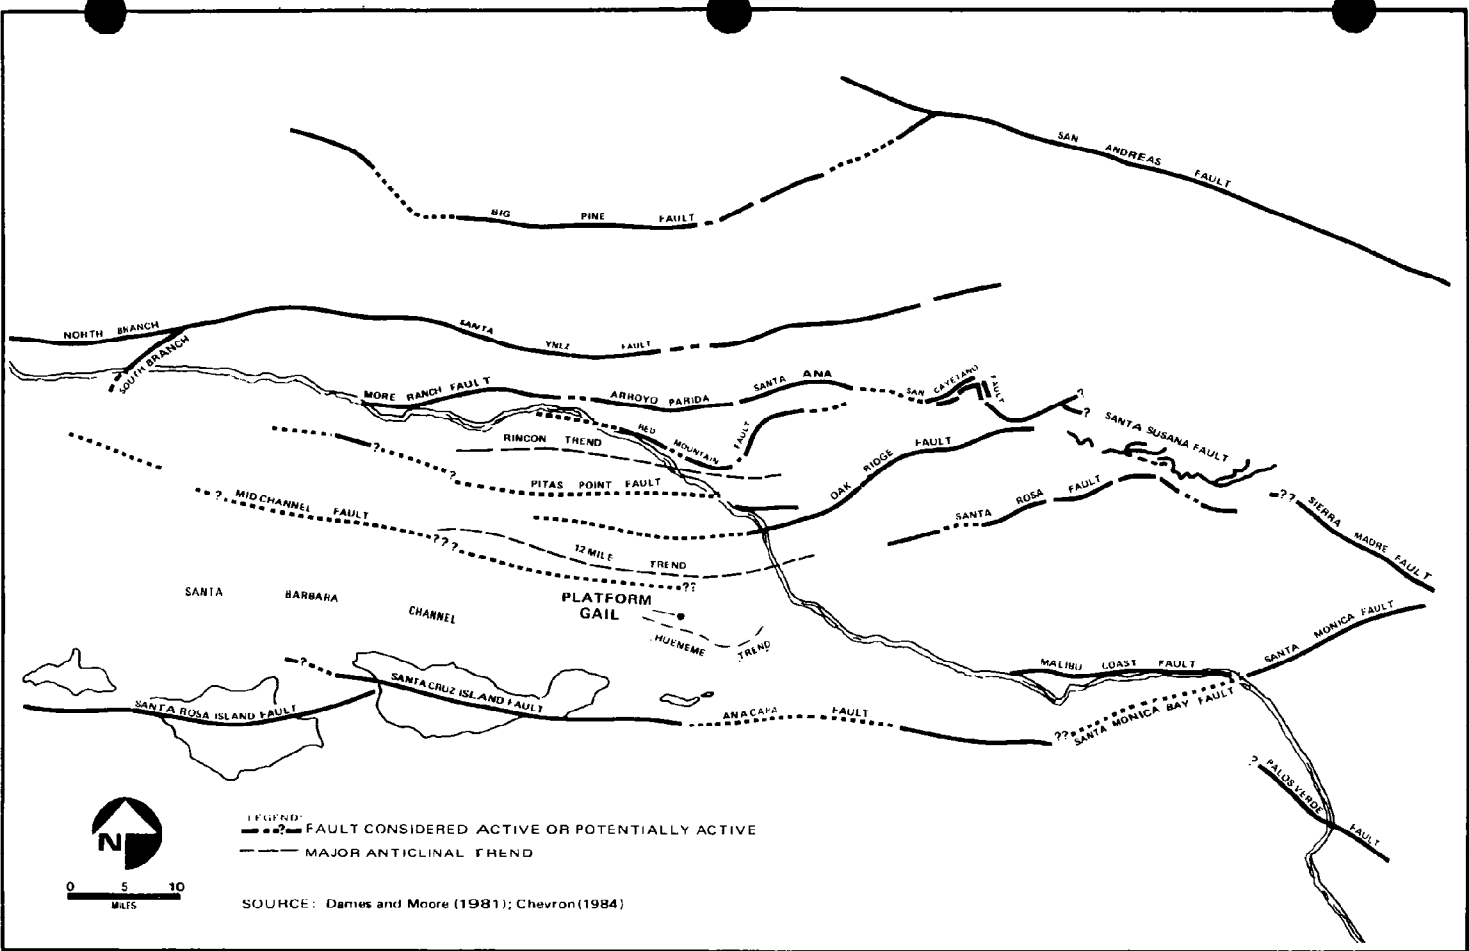 SAN ANDREAS FAULT
BIG PINE FAULT
NORTH BRANCH
SOUTH BRANCH
SANTA YNEZ FAULT
MORE RANCH FAULT
ARROYO PARIDA
SANTA ANA
SAN CAYETANO FAULT
?
?
SANTA SUSANA FAULT
RED MOUNTAIN FAULT
RINCON TREND
?
?
PITAS POINT FAULT
OAK RIDGE FAULT
SANTA ROSA FAULT
??
SIERRA MADRE FAULT
?
MID CHANNEL FAULT
???
12 MILE TREND
??
SANTA BARBARA CHANNEL
PLATFORM
GAIL
HUENEME TREND
SANTA MONICA FAULT
MALIBU COAST FAULT
?
SANTA CRUZ ISLAND FAULT
SANTA ROSA ISLAND FAULT
ANACAPA FAULT
??
SANTA MONICA BAY FAULT
?
PALOS VERDE FAULT
N
LEGEND:
? FAULT CONSIDERED ACTIVE OR POTENTIALLY ACTIVE
MAJOR ANTICLINAL TREND
0 5 10
MILES
SOURCE: Dames and Moore (1981); Chevron (1984)